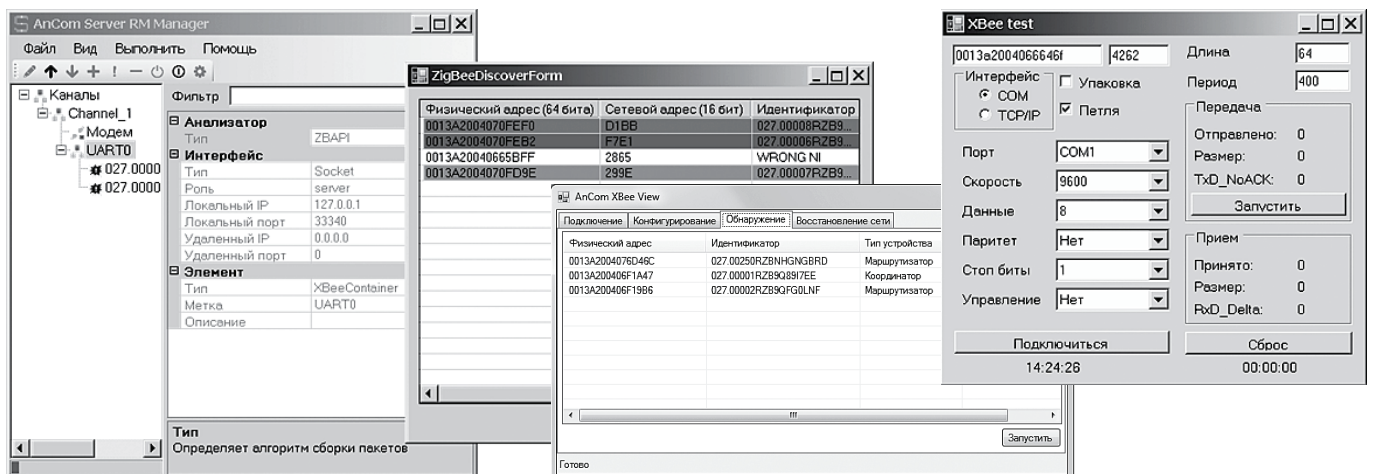 AnCom Server RM Manager
Файл Вид Выполнить Помощь
Каналы
Channel_1
Модем
UART0
027.0000
027.0000
Фильтр
Анализатор
Тип ZBAPI
Интерфейс
Тип Socket
Роль server
Локальный IP 127.0.0.1
Локальный порт 33340
Удаленный IP 0.0.0.0
Удаленный порт 0
Элемент
Тип XBeeContainer
Метка UART0
Описание
Тип
Определяет алгоритм сборки пакетов
ZigBeeDiscoverForm
Физический адрес (64 бита) Сетевой адрес (16 бит) Идентификатор
0013A2004070FEF0 D1BB 027.00008RZB9...
0013A2004070FEB2 F7E1 027.00006RZB9...
0013A20040665BFF 2865 WRONG NI
0013A2004070FD9E 299E 027.00007RZB9...
AnCom XBee View
Подключение Конфигурирование Обнаружение Восстановление сети
Физический адрес Идентификатор Тип устройства
0013A2004076D46C 027.00250RZBNHGNGBRD Маршрутизатор
0013A200406F1A47 027.00001RZB9Q89I7EE Координатор
0013A200406F19B6 027.00002RZB9QFG0LNF Маршрутизатор
Запустить
Готово
XBee test
0013a2004066646f 4262
Длина 64
Период 400
Интерфейс
COM
TCP/IP
Упаковка
Петля
Порт COM1
Скорость 9600
Данные 8
Паритет Нет
Стоп биты 1
Управление Нет
Подключиться
14:24:26
Передача
Отправлено: 0
Размер: 0
TxD_NoACK: 0
Запустить
Прием
Принято: 0
Размер: 0
RxD_Delta: 0
Сброс
00:00:00